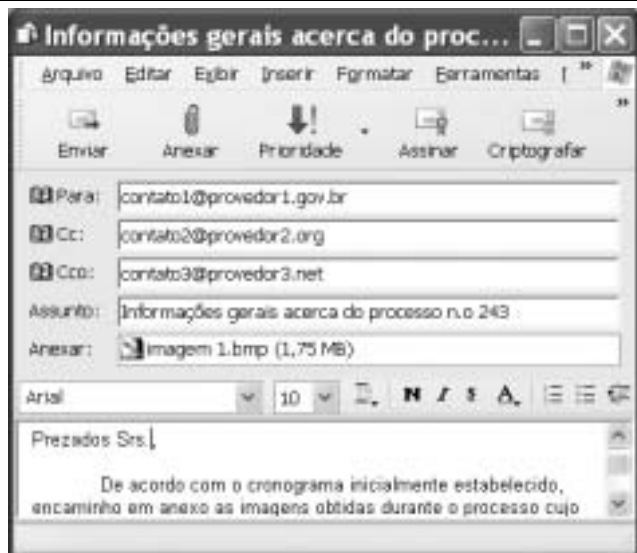 Informações gerais acerca do proc...
Arquivo Editar Exibir Inserir Formatar Ferramentas »
Enviar Anexar Prioridade Assinar Criptografar »
Para: contato1@provedor1.gov.br
Cc: contato2@provedor2.org
Cco: contato3@provedor3.net
Assunto: Informações gerais acerca do processo n.o 243
Anexar: imagem 1.bmp (1,75 MB)
Arial 10 N I S A
Prezados Srs.,
De acordo com o cronograma inicialmente estabelecido,
encaminho em anexo as imagens obtidas durante o processo cujo